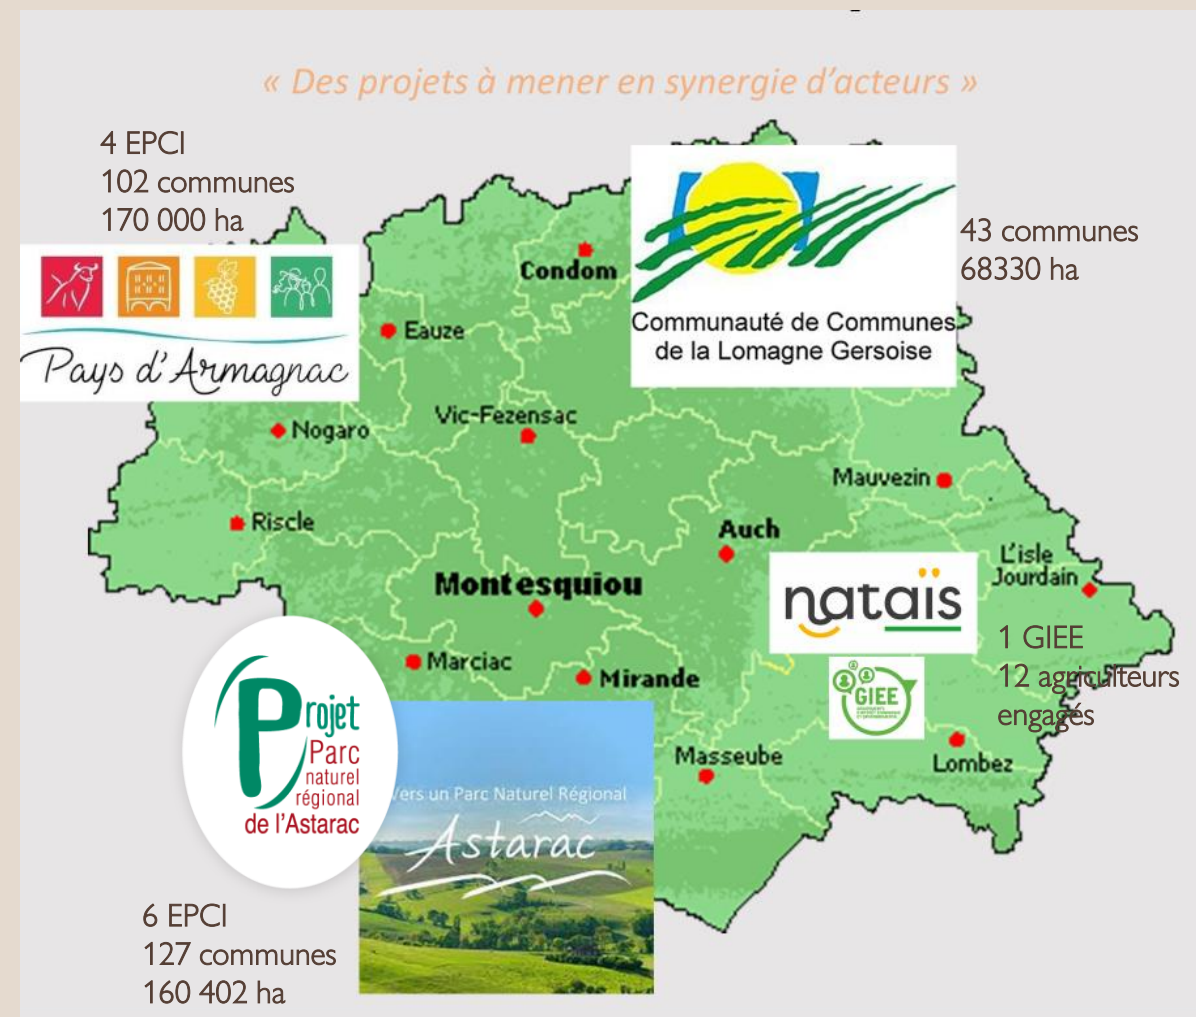 « Des projets à mener en synergie d’acteurs »
4 EPCI
102 communes
170 000 ha
Pays d'Armagnac
Communauté de Communes
de la Lomagne Gersoise
43 communes
68330 ha
Condom
Eauze
Vic-Fezensac
Nogaro
Mauvezin
Riscle
Auch
L'isle
Jourdain
Montesquiou
nataïs
1 GIEE
12 agriculteurs
engagés
GIEE
Marciac
Mirande
Masseube
Lombez
Projet
Parc
naturel
régional
de l'Astarac
Vers un Parc Naturel Régional
Astarac
6 EPCI
127 communes
160 402 ha